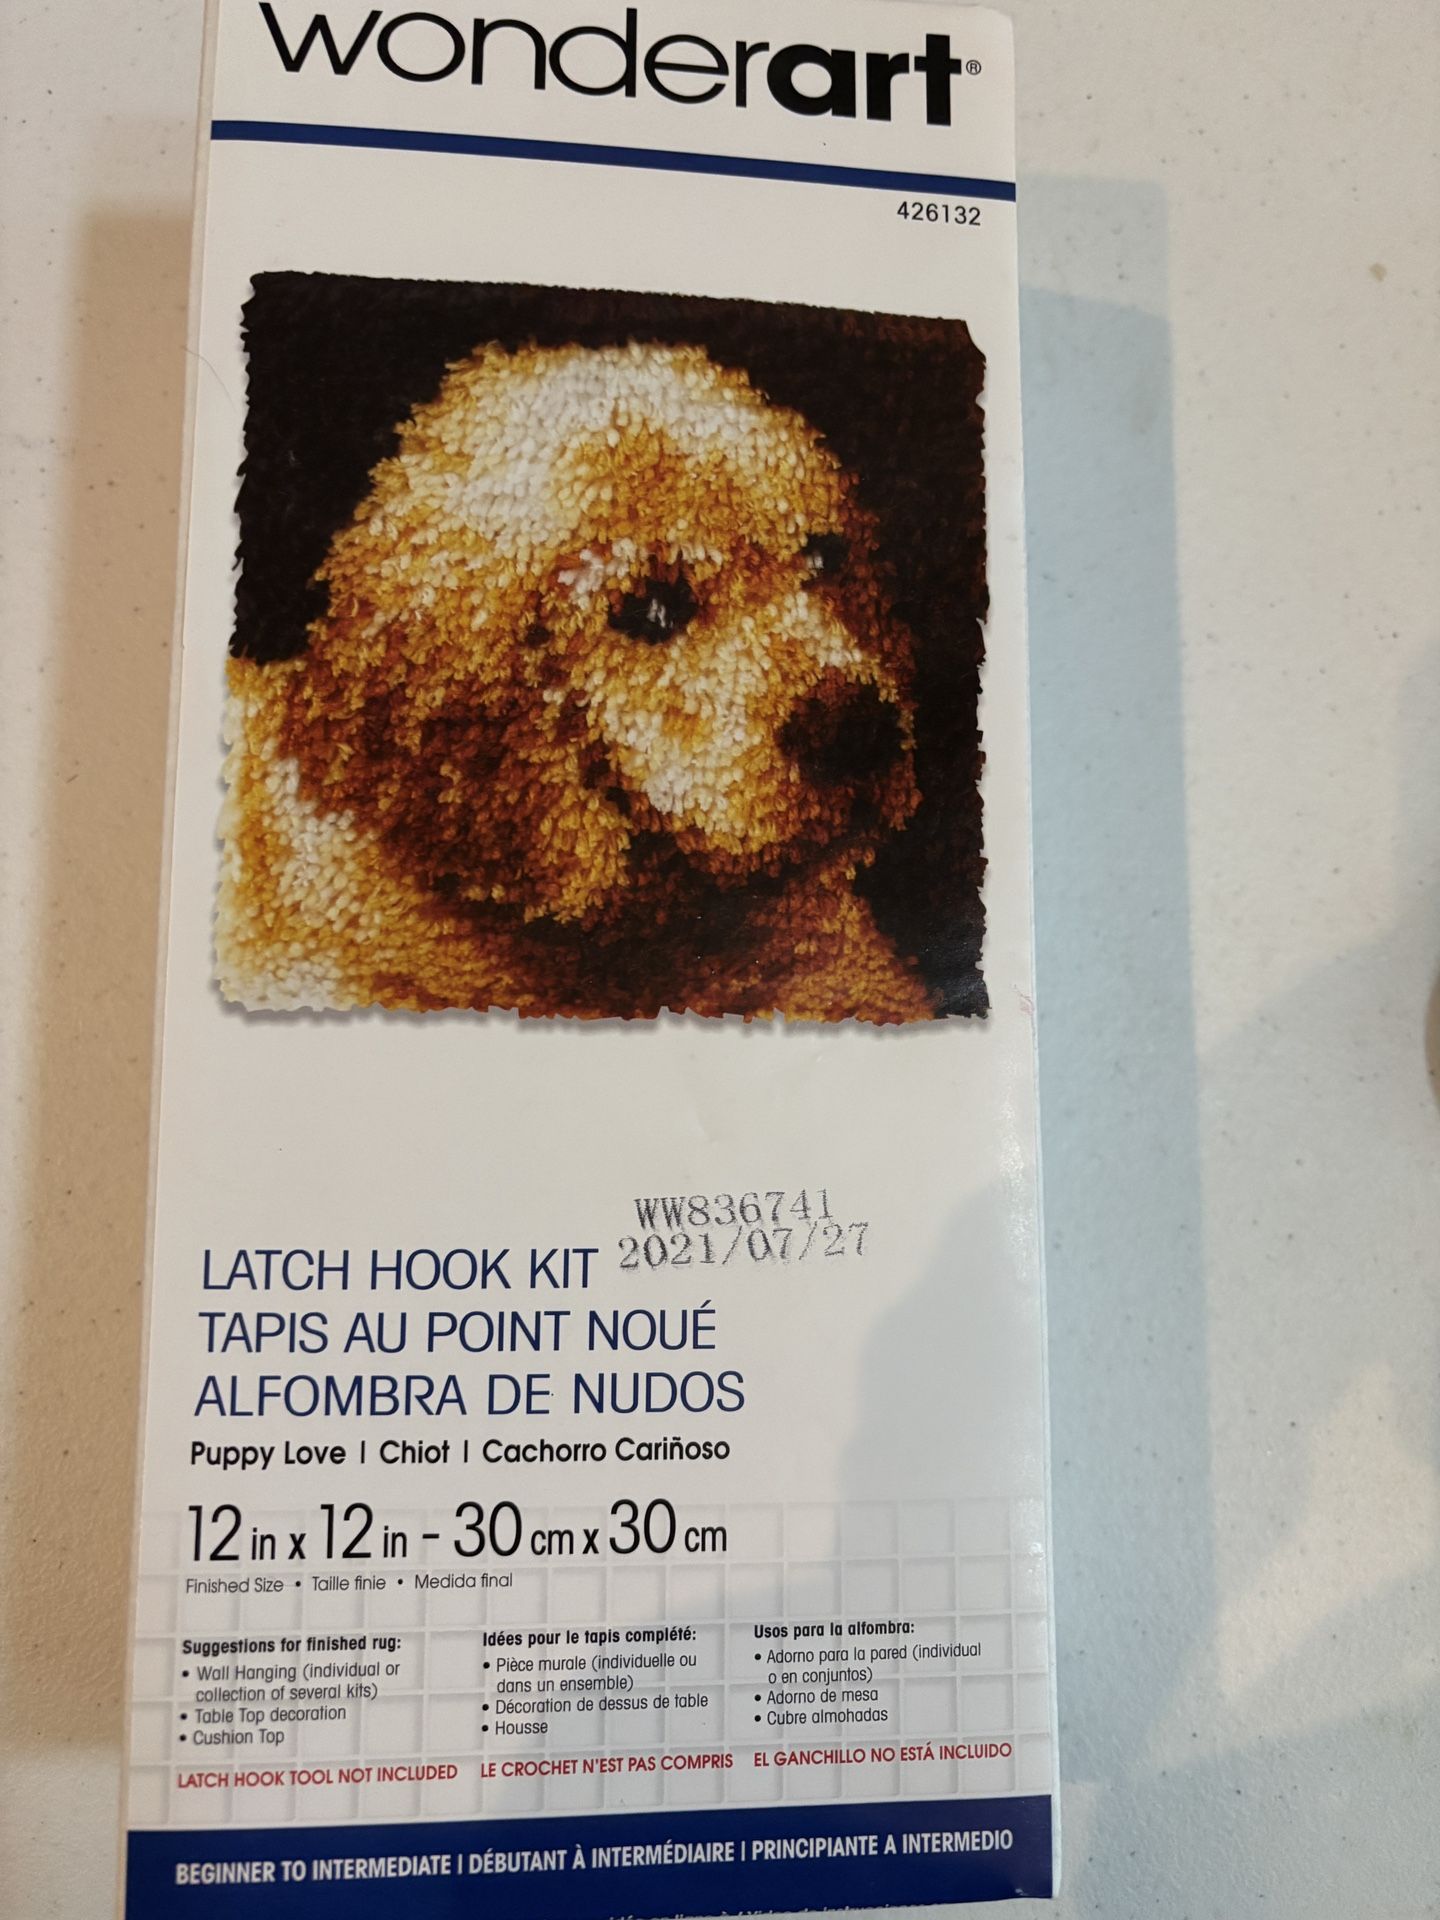 wonderart®
426132
WW836741
2021/07/27
LATCH HOOK KIT
TAPIS AU POINT NOUÉ
ALFOMBRA DE NUDOS
Puppy Love | Chiot | Cachorro Cariñoso
12 in x 12 in - 30 cm x 30 cm
Finished Size • Taille finie • Medida final
Suggestions for finished rug:
• Wall Hanging (individual or
collection of several kits)
• Table Top decoration
• Cushion Top
LATCH HOOK TOOL NOT INCLUDED
Idées pour le tapis complété:
• Pièce murale (individuelle ou
dans un ensemble)
• Décoration de dessus de table
• Housse
LE CROCHET N'EST PAS COMPRIS
Usos para la alfombra:
• Adorno para la pared (individual
o en conjuntos)
• Adorno de mesa
• Cubre almohadas
EL GANCHILLO NO ESTÁ INCLUIDO
BEGINNER TO INTERMEDIATE | DÉBUTANT À INTERMÉDIAIRE | PRINCIPIANTE A INTERMEDIO